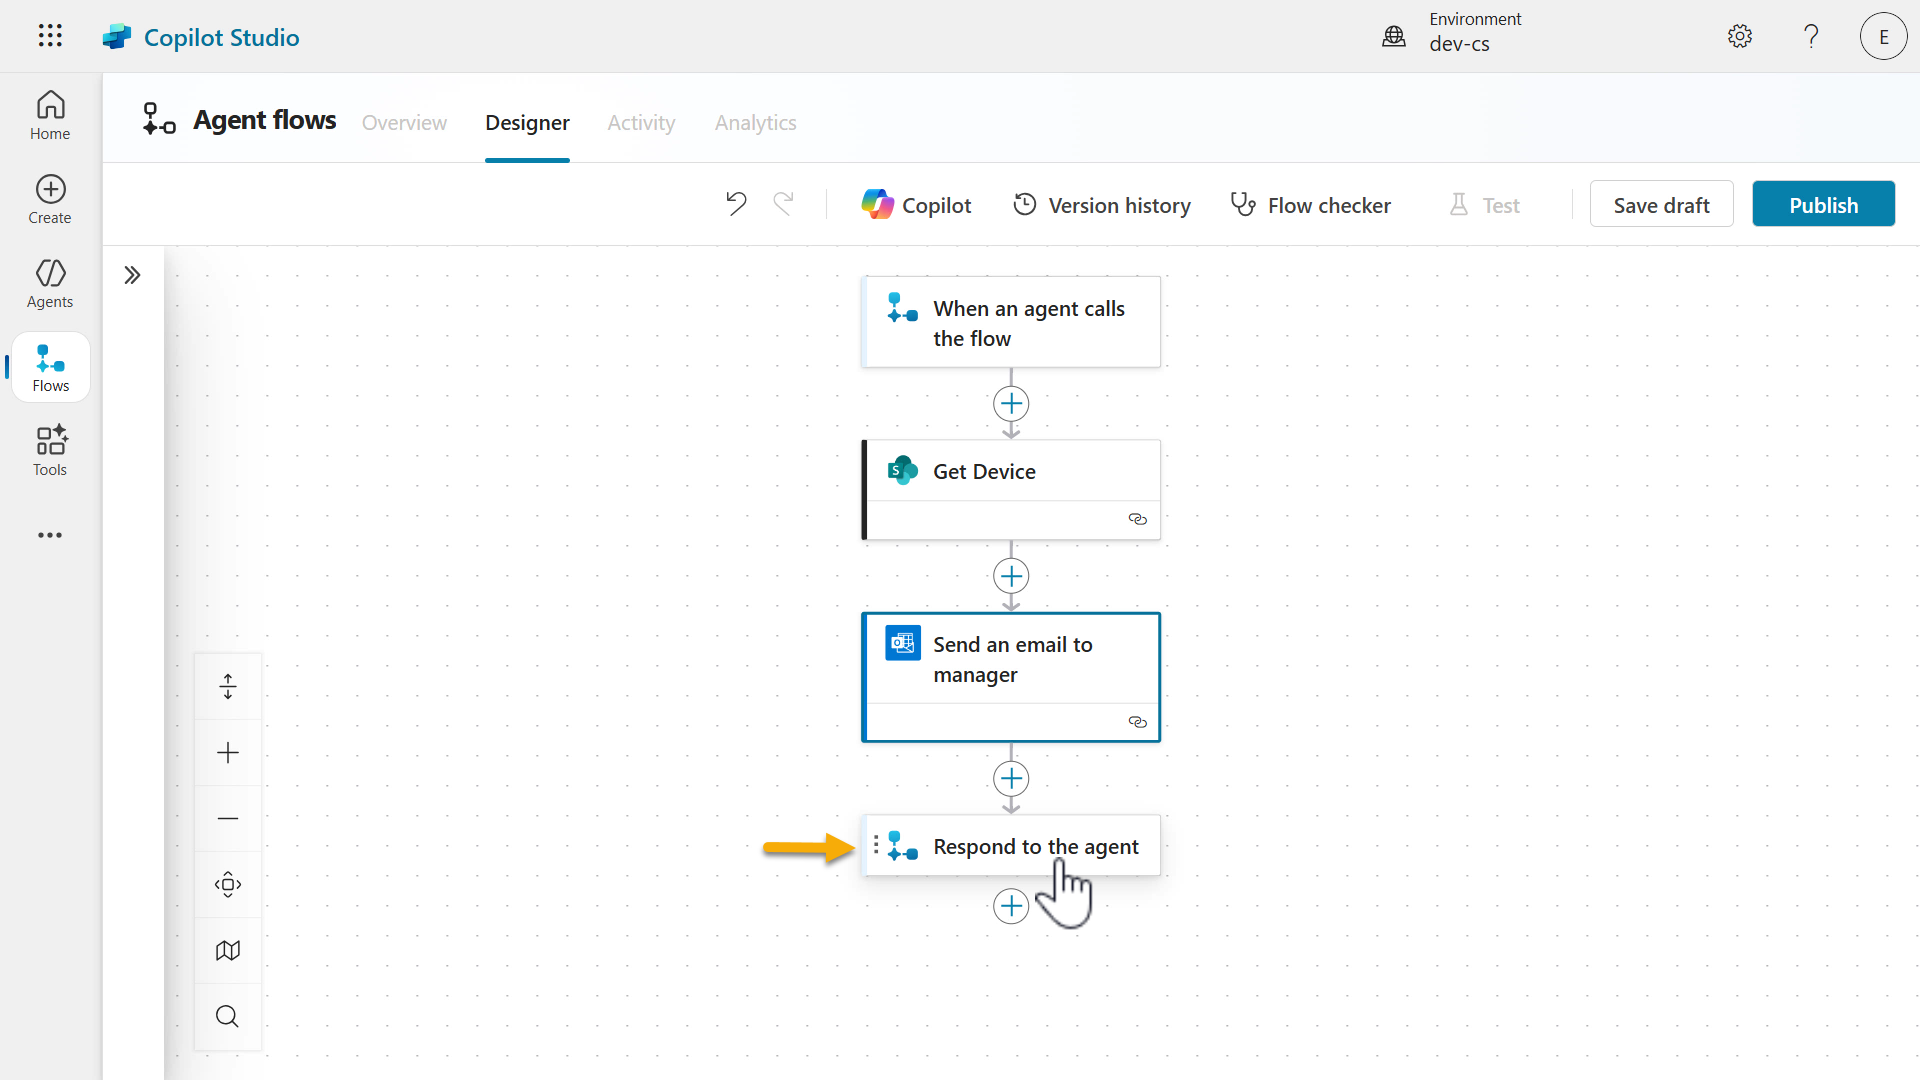 Copilot Studio
Environment
dev-cs
E
Home
Create
Agents
Flows
Tools
Agent flows
Overview
Designer
Activity
Analytics
Copilot
Version history
Flow checker
Test
Save draft
Publish
When an agent calls
the flow
S
Get Device
Send an email to
manager
Respond to the agent